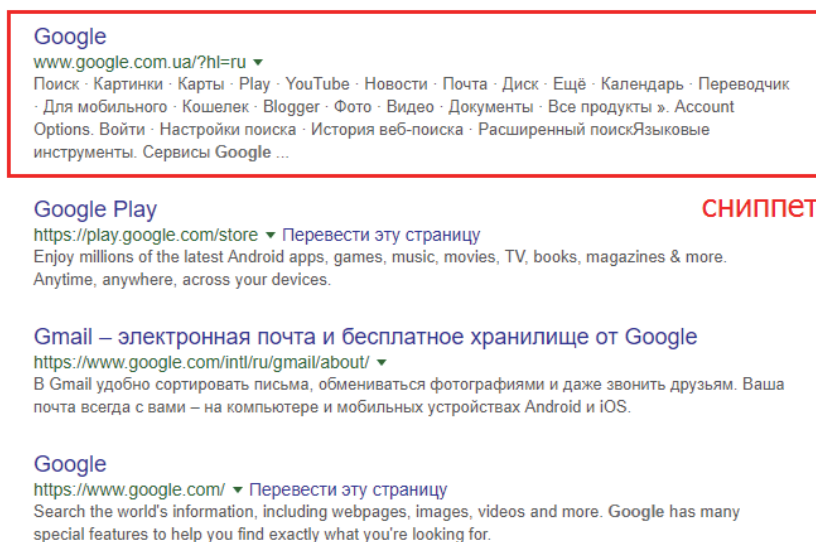 Google
www.google.com.ua/?hl=ru
Поиск · Картинки · Карты · Play · YouTube · Новости · Почта · Диск · Ещё · Календарь · Переводчик
· Для мобильного · Кошелек · Blogger · Фото · Видео · Документы · Все продукты ». Account
Options. Войти · Настройки поиска · История веб-поиска · Расширенный поискЯзыковые
инструменты. Сервисы Google ...
Google Play
сниппет
https://play.google.com/store Перевести эту страницу
Enjoy millions of the latest Android apps, games, music, movies, TV, books, magazines & more.
Anytime, anywhere, across your devices.
Gmail – электронная почта и бесплатное хранилище от Google
https://www.google.com/intl/ru/gmail/about/
В Gmail удобно сортировать письма, обмениваться фотографиями и даже звонить друзьям. Ваша
почта всегда с вами – на компьютере и мобильных устройствах Android и iOS.
Google
https://www.google.com/ Перевести эту страницу
Search the world's information, including webpages, images, videos and more. Google has many
special features to help you find exactly what you're looking for.